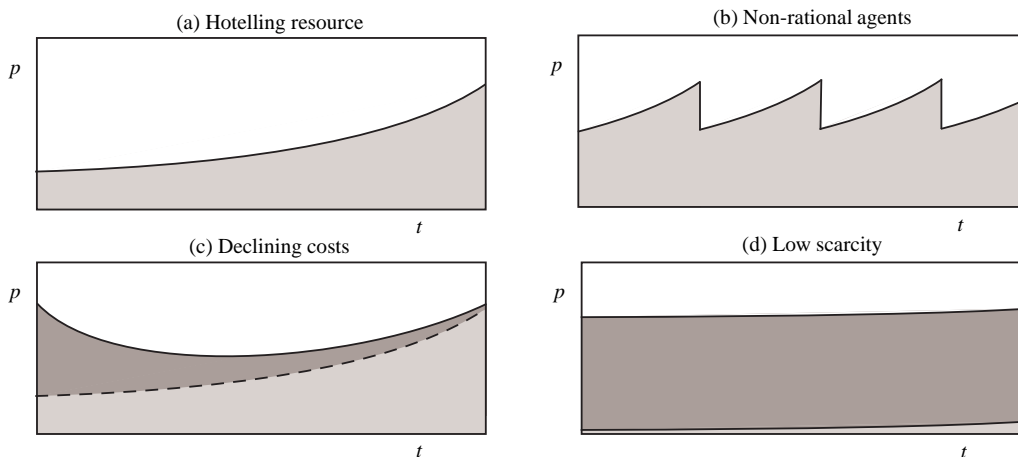 (a) Hotelling resource
p
t
(b) Non-rational agents
p
t
(c) Declining costs
p
t
(d) Low scarcity
p
t